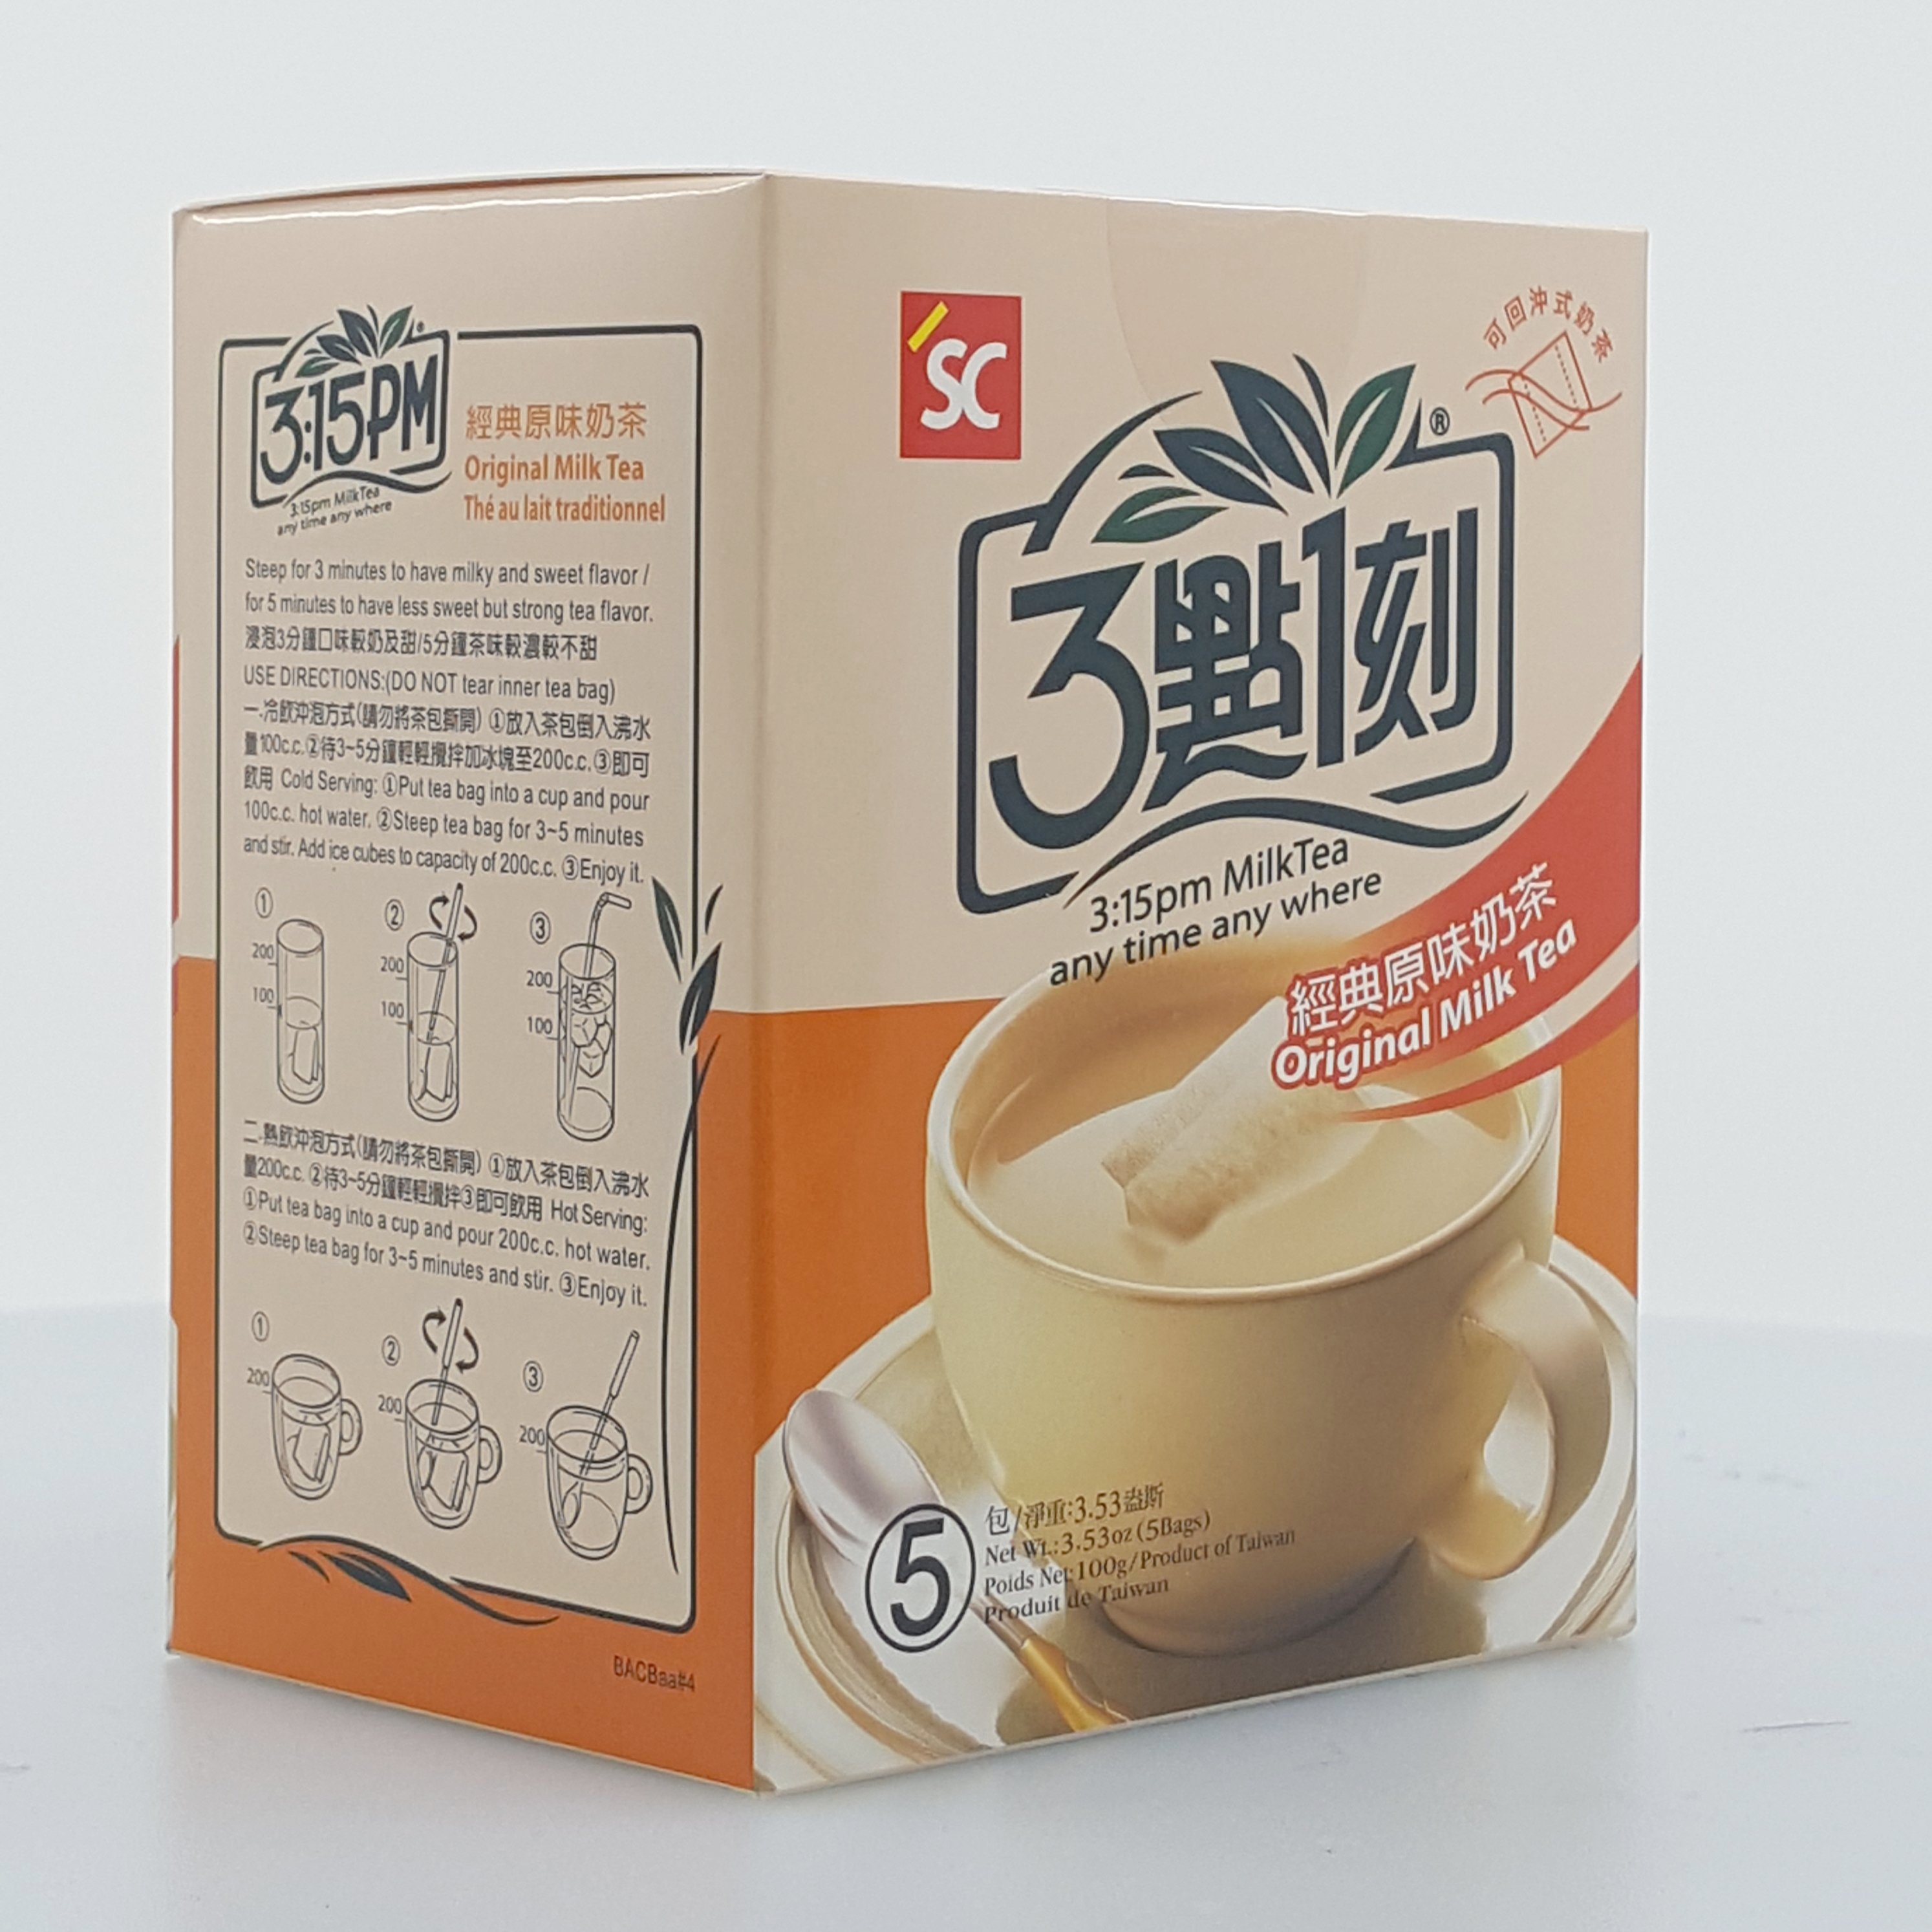 3:15PM
®
3:15pm MilkTea
any time any where
經典原味奶茶
Original Milk Tea
Thé au lait traditionnel
Steep for 3 minutes to have milky and sweet flavor /
for 5 minutes to have less sweet but strong tea flavor.
浸泡3分鐘口味較奶及甜/5分鐘茶味較濃較不甜
USE DIRECTIONS:(DO NOT tear inner tea bag)
一.冷飲沖泡方式(請勿將茶包撕開) ①放入茶包倒入沸水
量100c.c.②待3~5分鐘輕輕攪拌加冰塊至200c.c.③即可
飲用 Cold Serving: ①Put tea bag into a cup and pour
100c.c. hot water. ②Steep tea bag for 3~5 minutes
and stir. Add ice cubes to capacity of 200c.c. ③Enjoy it.
① ② ③
200 200 200
100 100 100
二.熱飲沖泡方式(請勿將茶包撕開) ①放入茶包倒入沸水
量200c.c. ②待3~5分鐘輕輕攪拌③即可飲用 Hot Serving:
①Put tea bag into a cup and pour 200c.c. hot water.
②Steep tea bag for 3~5 minutes and stir. ③Enjoy it.
① ② ③
200 200 200
BACBaa#4
SC
可回沖式奶茶
®
3點1刻
3:15pm MilkTea
any time any where
經典原味奶茶
Original Milk Tea
5
包/淨重:3.53盎斯
Net Wt.:3.53oz (5Bags)
Poids Net:100g/Product of Taiwan
Produit de Taiwan